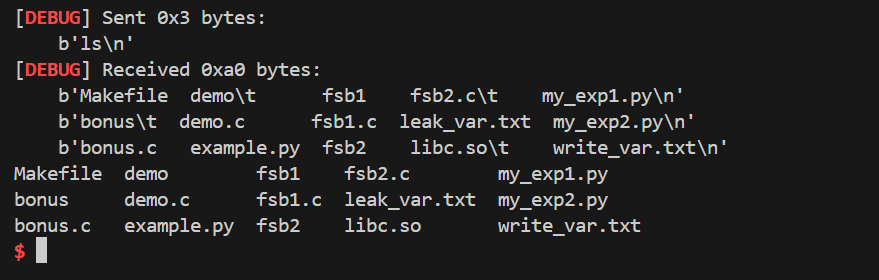 [DEBUG] Sent 0x3 bytes:
    b'ls\n'
[DEBUG] Received 0xa0 bytes:
    b'Makefile  demo\t      fsb1    fsb2.c\t    my_exp1.py\n'
    b'bonus\t  demo.c      fsb1.c  leak_var.txt  my_exp2.py\n'
    b'bonus.c   example.py  fsb2    libc.so\t    write_var.txt\n'
Makefile  demo        fsb1    fsb2.c        my_exp1.py
bonus     demo.c      fsb1.c  leak_var.txt  my_exp2.py
bonus.c   example.py  fsb2    libc.so       write_var.txt
$